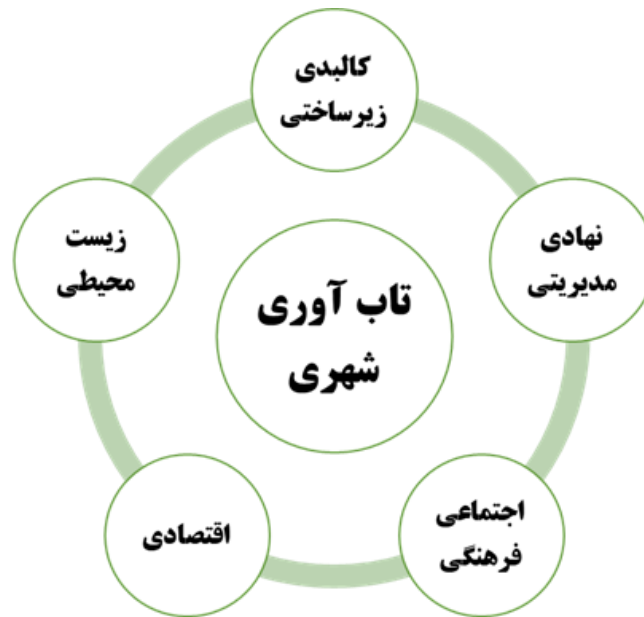 کالبدی
زیرساختی
نهادی
مدیریتی
اجتماعی
فرهنگی
اقتصادی
زیست
محیطی
تاب آوری
شهری